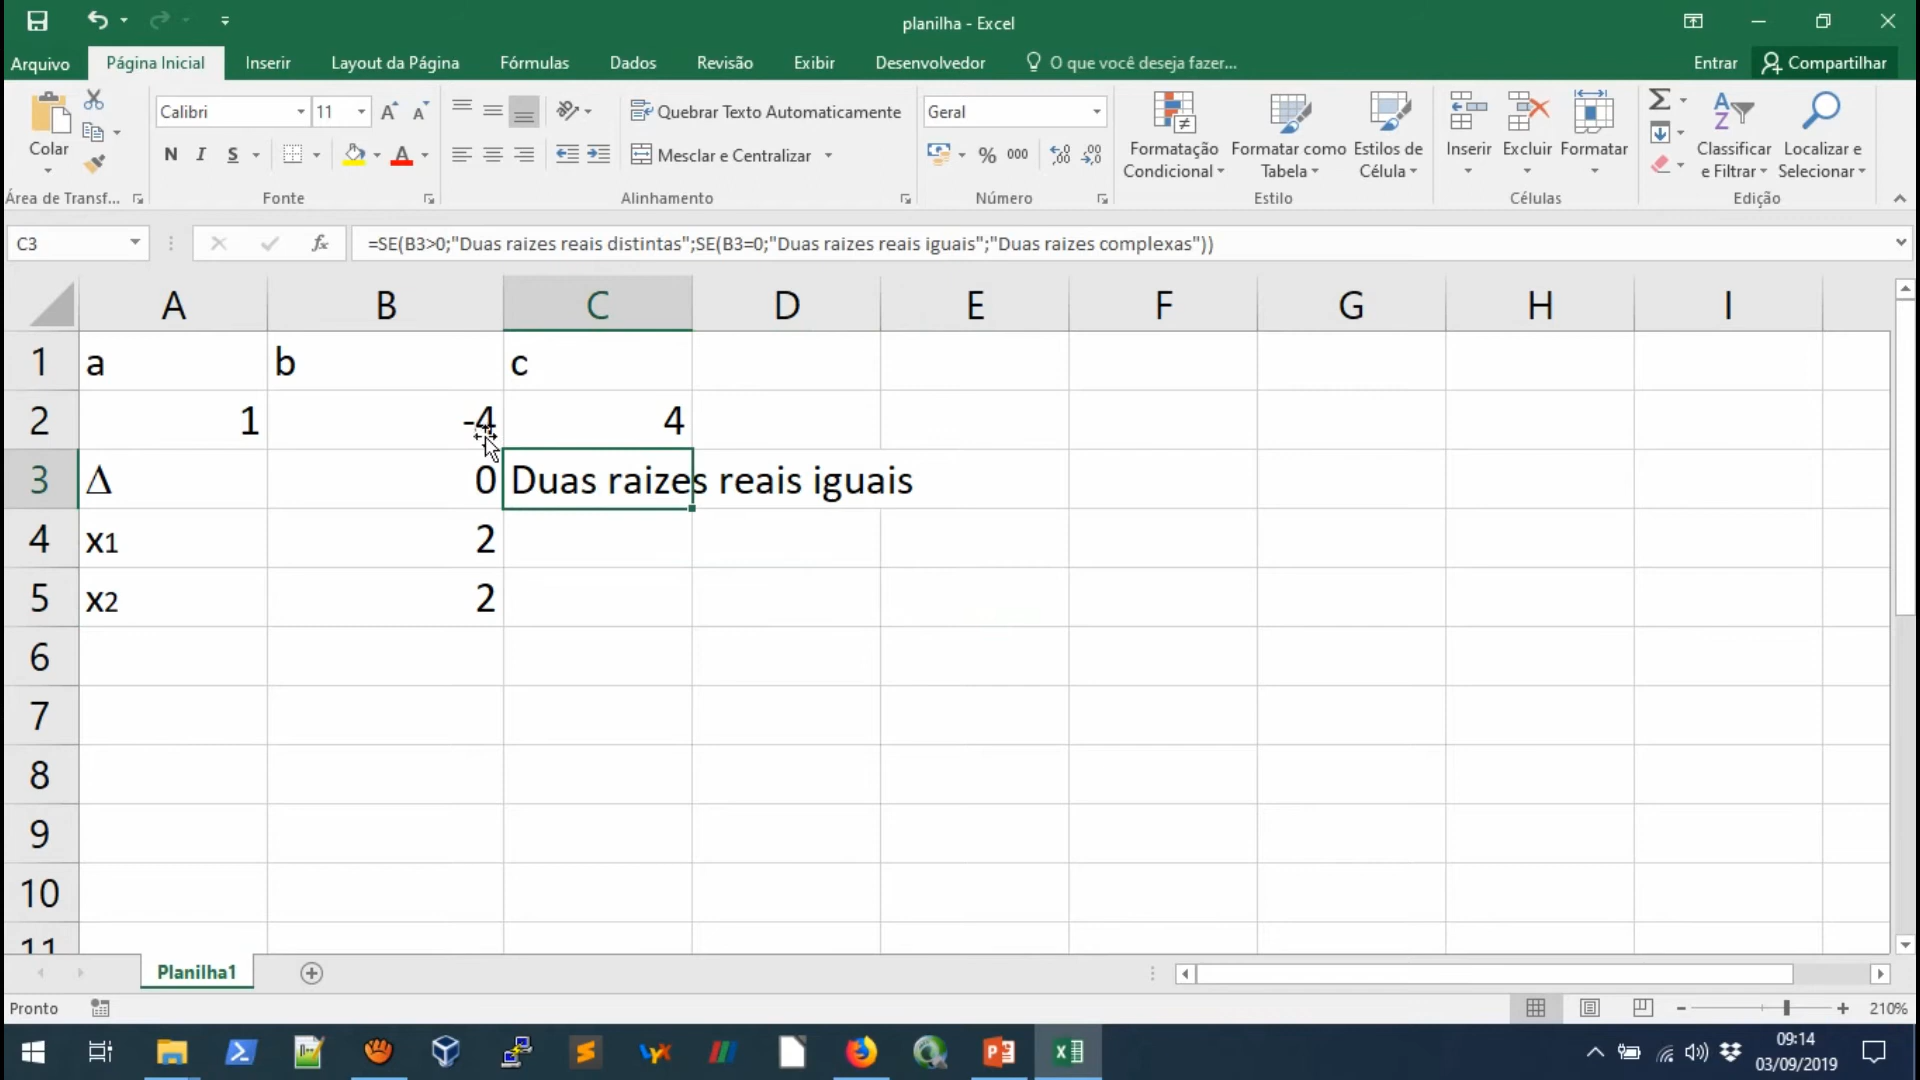 planilha - Excel
Arquivo Página Inicial Inserir Layout da Página Fórmulas Dados Revisão Exibir Desenvolvedor O que você deseja fazer... Entrar Compartilhar
Calibri 11 Quebrar Texto Automaticamente Geral
Colar N I S A Mesclar e Centralizar % 000
Formatação Condicional Formatar como Tabela Estilos de Célula Inserir Excluir Formatar Classificar e Filtrar Localizar e Selecionar
Área de Transf... Fonte Alinhamento Número Estilo Células Edição
C3 fx =SE(B3>0;"Duas raizes reais distintas";SE(B3=0;"Duas raizes reais iguais";"Duas raizes complexas"))
A B C D E F G H I
1 a b c
2 1 -4 4
3 Δ 0 Duas raizes reais iguais
4 x1 2
5 x2 2
6
7
8
9
10
11
Planilha1
Pronto 210%
09:14
03/09/2019